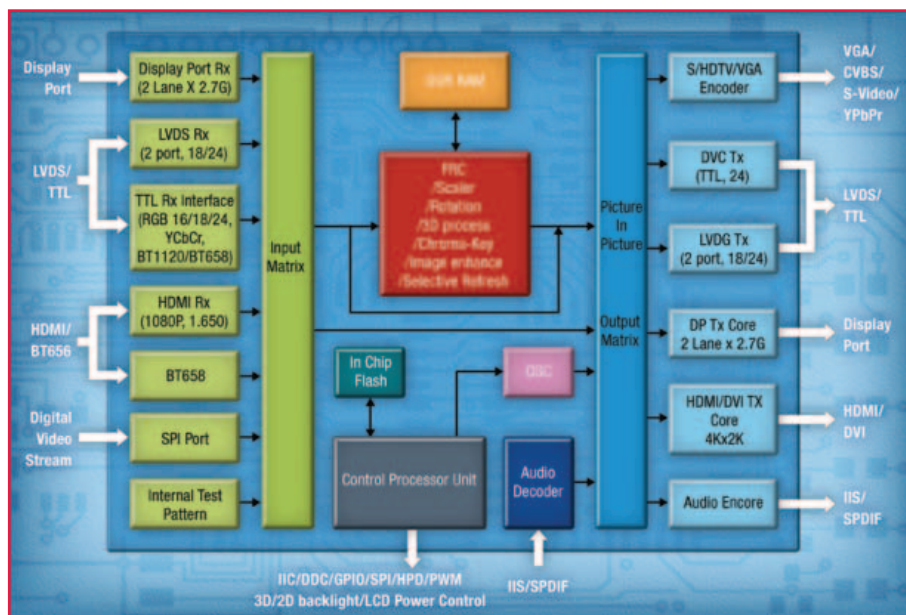 Display
Port
Display Port Rx
(2 Lane X 2.7G)
LVDS Rx
(2 port, 18/24)
LVDS/
TTL
TTL Rx Interface
(RGB 16/18/24,
YCbCr,
BT1120/BT658)
HDMI Rx
(1080P, 1.650)
HDMI/
BT656
BT658
Digital
Video
Stream
SPI Port
Internal Test
Pattern
Input
Matrix
RAM
FRC
/Scaler
/Rotation
/3D process
/Chroma-Key
/Image enhance
/Selective Refresh
In Chip
Flash
OSC
Control Processor Unit
Audio
Decoder
IIC/DDC/GPIO/SPI/HPD/PWM
3D/2D backlight/LCD Power Control
IIS/SPDIF
Picture
In
Picture
Output
Matrix
S/HDTV/VGA
Encoder
VGA/
CVBS/
S-Video/
YPbPr
DVC Tx
(TTL, 24)
LVDG Tx
(2 port, 18/24)
LVDS/
TTL
DP Tx Core
2 Lane x 2.7G
Display
Port
HDMI/DVI TX
Core
4Kx2K
HDMI/
DVI
Audio Encore
IIS/
SPDIF